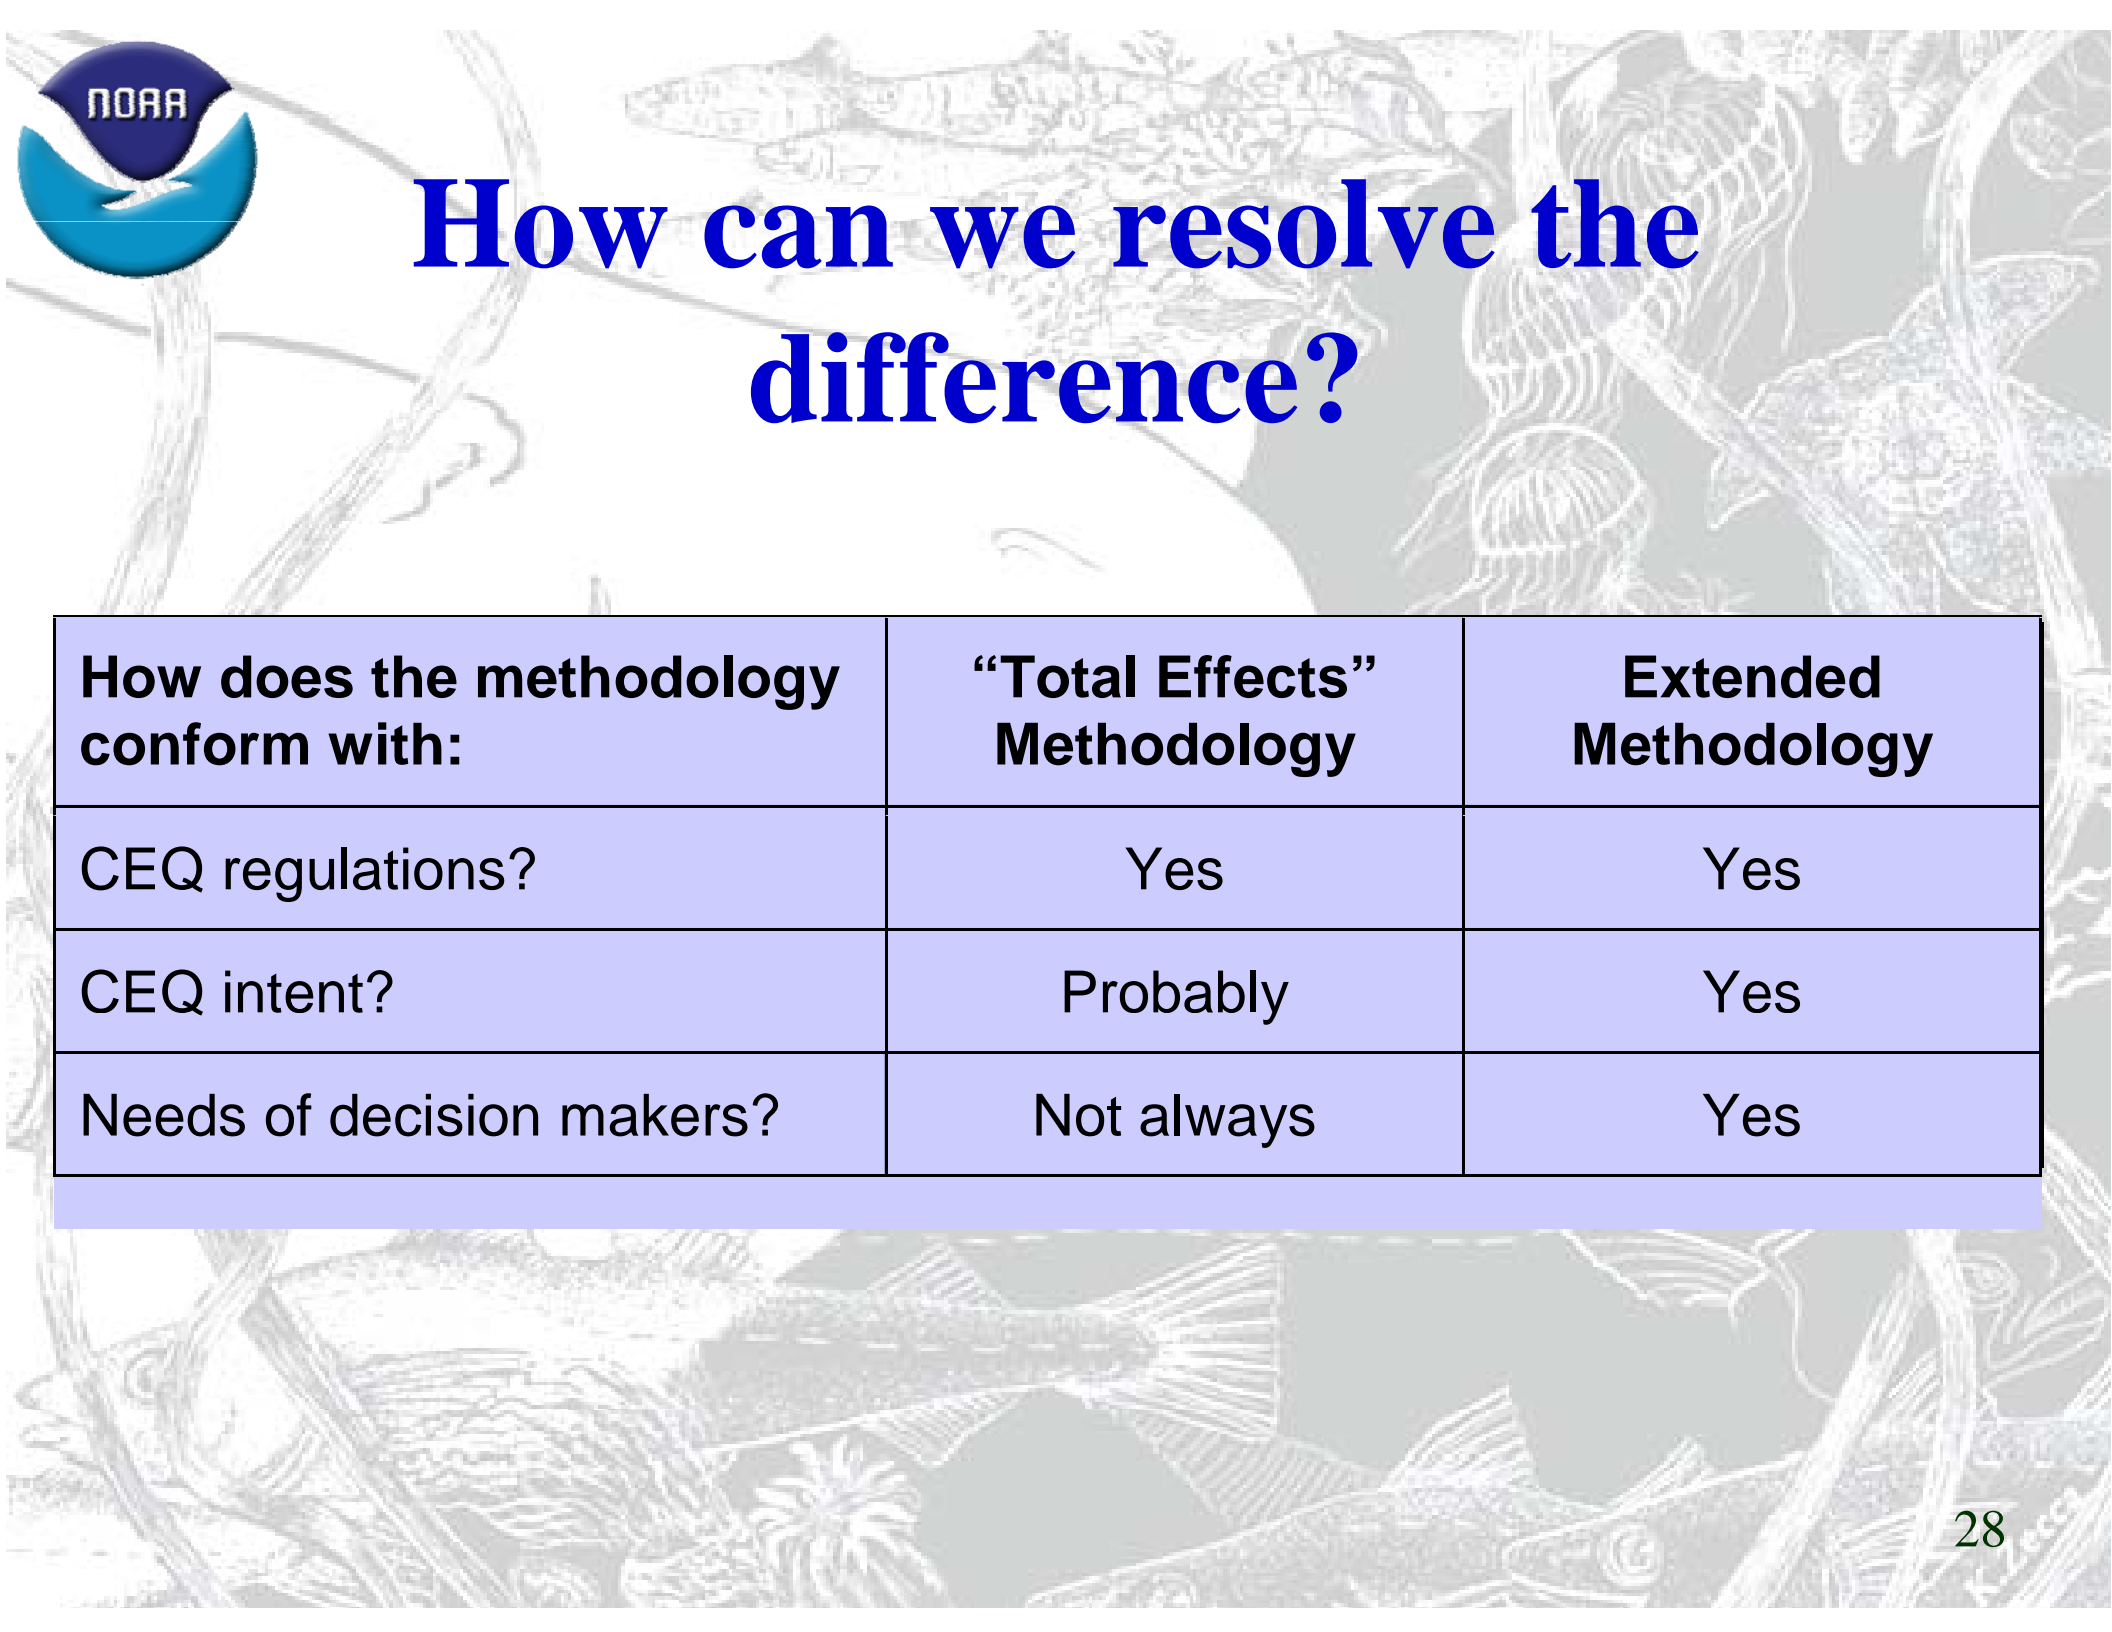 NOAA
How can we resolve the
difference?
How does the methodology
conform with:
“Total Effects”
Methodology
Extended
Methodology
CEQ regulations?
Yes
Yes
CEQ intent?
Probably
Yes
Needs of decision makers?
Not always
Yes
28